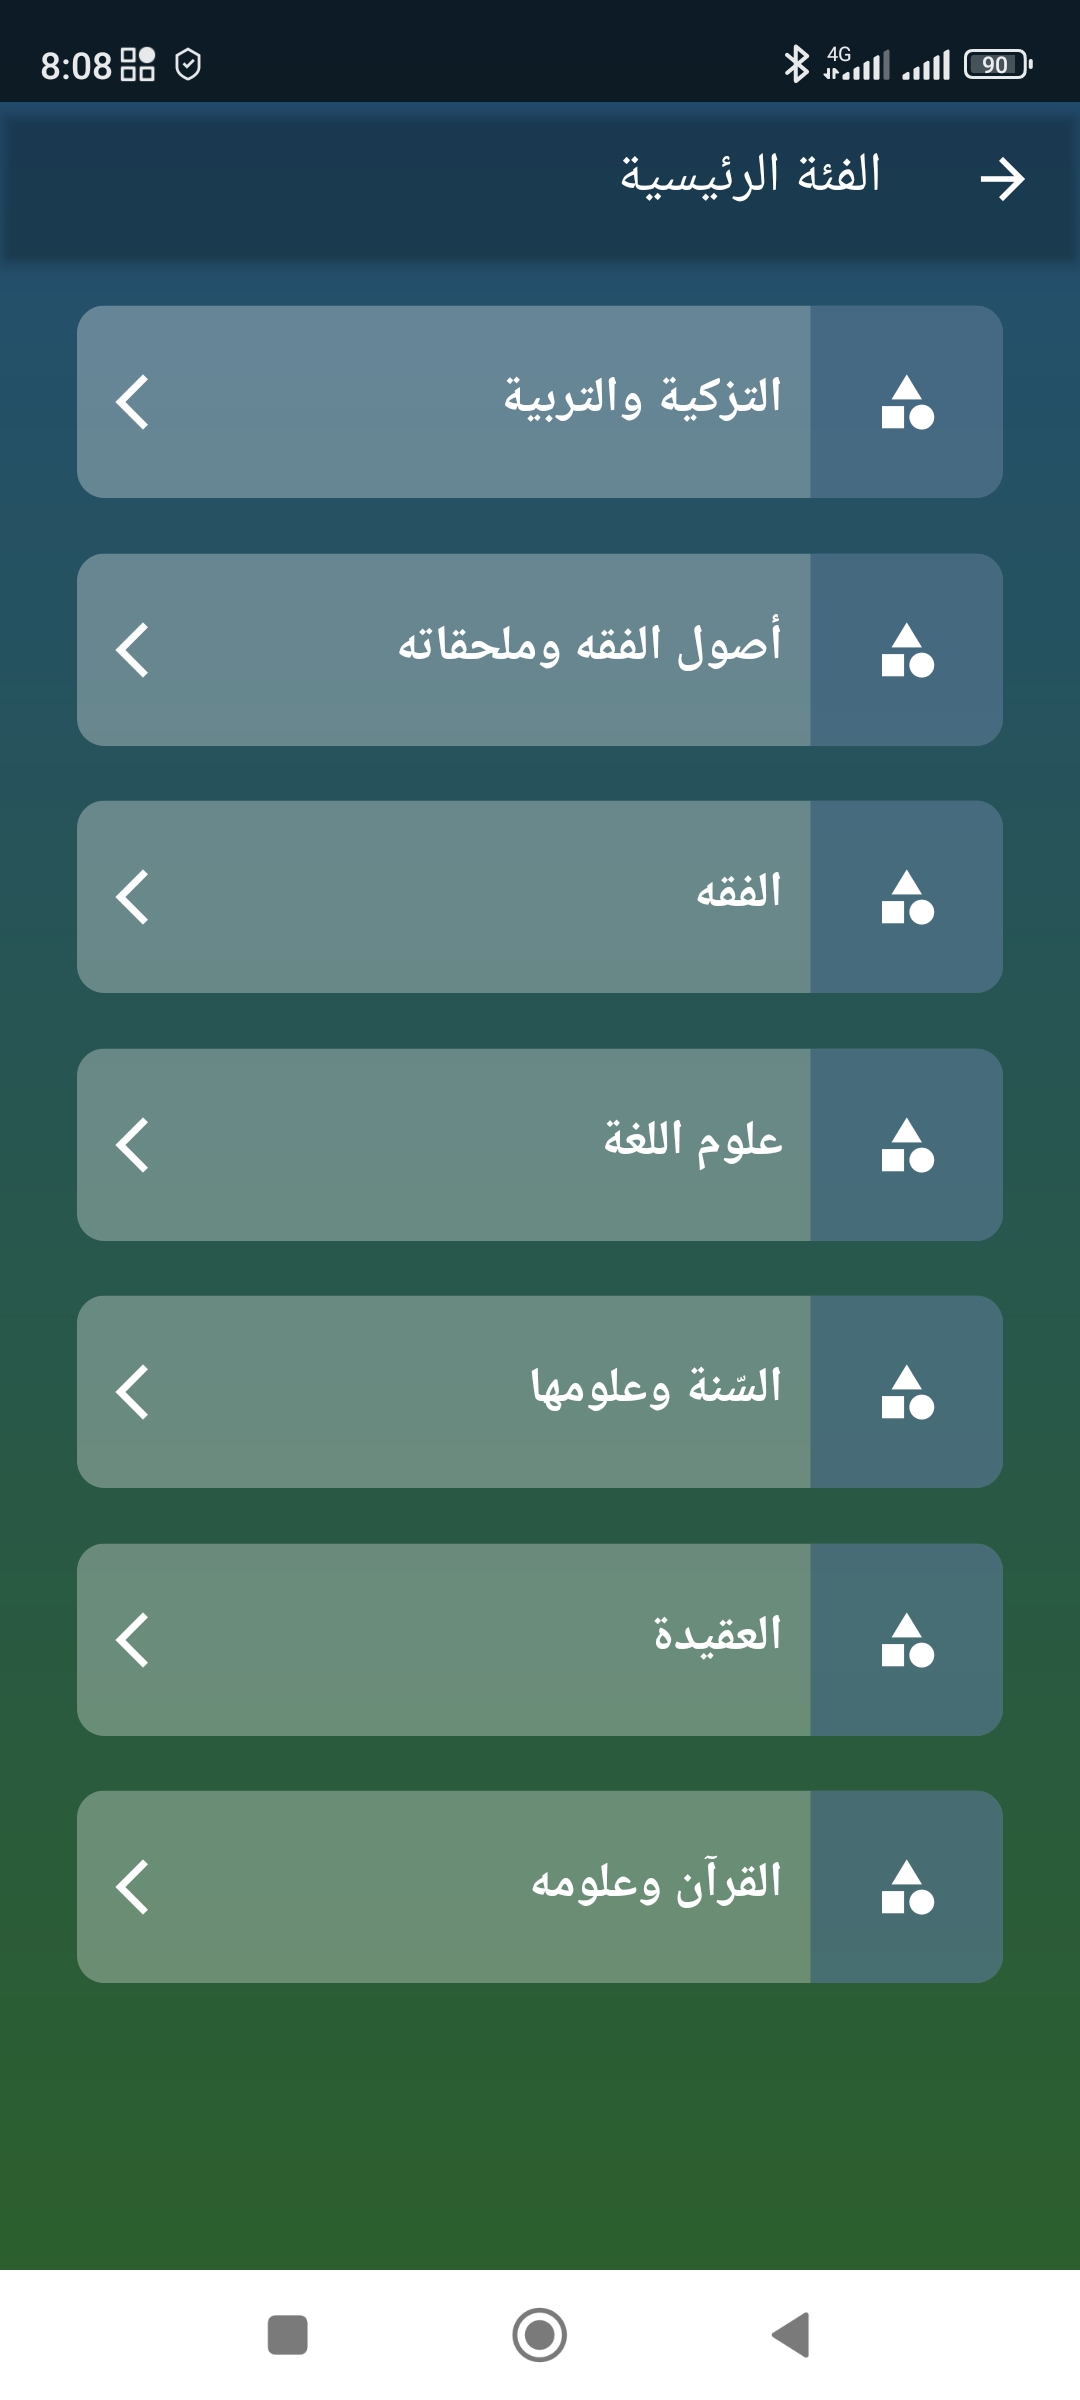 8:08
4G
90
الفئة الرئيسية
التزكية والتربية
أصول الفقه وملحقاته
الفقه
علوم اللغة
السّنة وعلومها
العقيدة
القرآن وعلومه